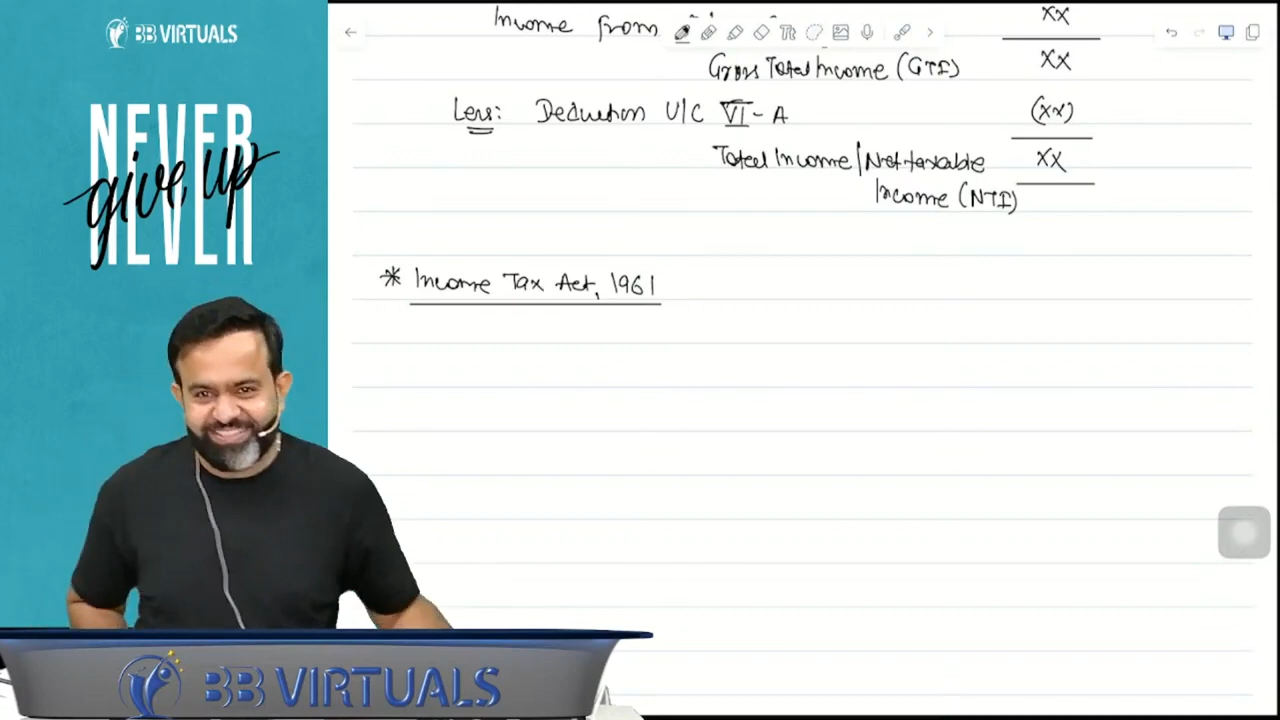 BB VIRTUALS
NEVER
give up
NEVER
Income from
XX
Gross Total Income (GTI) XX
Less: Deduction U/C VI-A (XX)
Total Income/Net taxable XX
Income (NTI)
* Income Tax Act, 1961
BB VIRTUALS